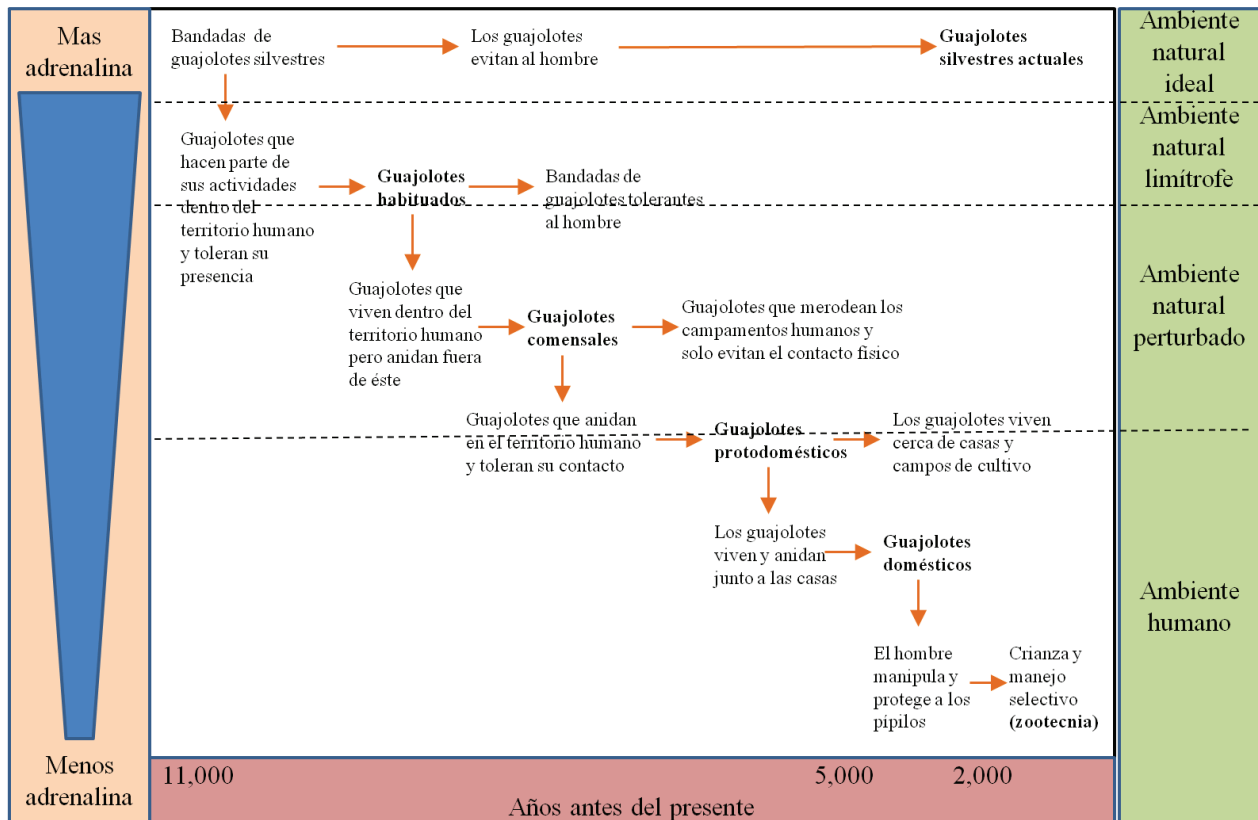 Mas
adrenalina
Bandadas de
guajolotes silvestres
Los guajolotes
evitan al hombre
Guajolotes
silvestres actuales
Ambiente
natural
ideal
Guajolotes que
hacen parte de
sus actividades
dentro del
territorio humano
y toleran su
presencia
Guajolotes
habituados
Bandadas de
guajolotes tolerantes
al hombre
Ambiente
natural
limítrofe
Guajolotes que
viven dentro del
territorio humano
pero anidan fuera
de éste
Guajolotes
comensales
Guajolotes que merodean los
campamentos humanos y
solo evitan el contacto físico
Ambiente
natural
perturbado
Guajolotes que anidan
en el territorio humano
y toleran su contacto
Guajolotes
protodomésticos
Los guajolotes viven
cerca de casas y
campos de cultivo
Los guajolotes
viven y anidan
junto a las casas
Guajolotes
domésticos
Ambiente
humano
El hombre
manipula y
protege a los
pípilos
Crianza y
manejo
selectivo
(zootecnia)
Menos
adrenalina
11,000
5,000
2,000
Años antes del presente